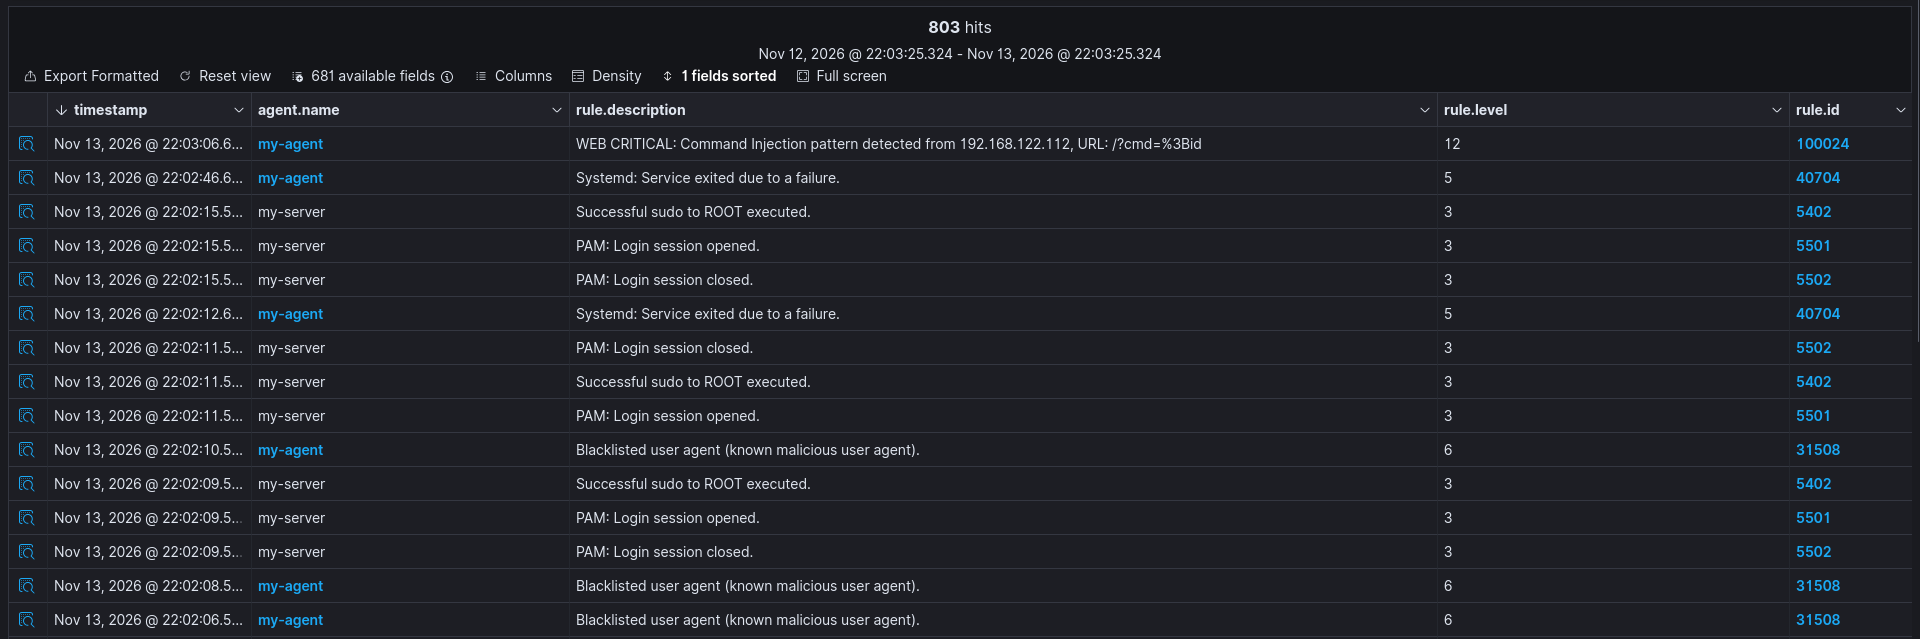 803 hits
Nov 12, 2026 @ 22:03:25.324 - Nov 13, 2026 @ 22:03:25.324
Export Formatted Reset view 681 available fields Columns Density 1 fields sorted Full screen
timestamp agent.name rule.description rule.level rule.id
Nov 13, 2026 @ 22:03:06.6... my-agent WEB CRITICAL: Command Injection pattern detected from 192.168.122.112, URL: /?cmd=%3Bid 12 100024
Nov 13, 2026 @ 22:02:46.6... my-agent Systemd: Service exited due to a failure. 5 40704
Nov 13, 2026 @ 22:02:15.5... my-server Successful sudo to ROOT executed. 3 5402
Nov 13, 2026 @ 22:02:15.5... my-server PAM: Login session opened. 3 5501
Nov 13, 2026 @ 22:02:15.5... my-server PAM: Login session closed. 3 5502
Nov 13, 2026 @ 22:02:12.6... my-agent Systemd: Service exited due to a failure. 5 40704
Nov 13, 2026 @ 22:02:11.5... my-server PAM: Login session closed. 3 5502
Nov 13, 2026 @ 22:02:11.5... my-server Successful sudo to ROOT executed. 3 5402
Nov 13, 2026 @ 22:02:11.5... my-server PAM: Login session opened. 3 5501
Nov 13, 2026 @ 22:02:10.5... my-agent Blacklisted user agent (known malicious user agent). 6 31508
Nov 13, 2026 @ 22:02:09.5... my-server Successful sudo to ROOT executed. 3 5402
Nov 13, 2026 @ 22:02:09.5... my-server PAM: Login session opened. 3 5501
Nov 13, 2026 @ 22:02:09.5... my-server PAM: Login session closed. 3 5502
Nov 13, 2026 @ 22:02:08.5... my-agent Blacklisted user agent (known malicious user agent). 6 31508
Nov 13, 2026 @ 22:02:06.5... my-agent Blacklisted user agent (known malicious user agent). 6 31508